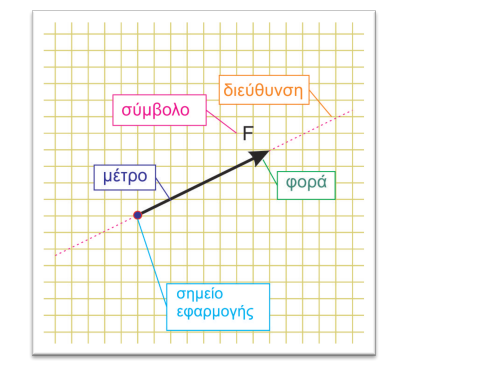 διεύθυνση
σύμβολο
F
μέτρο
φορά
σημείο
εφαρμογής